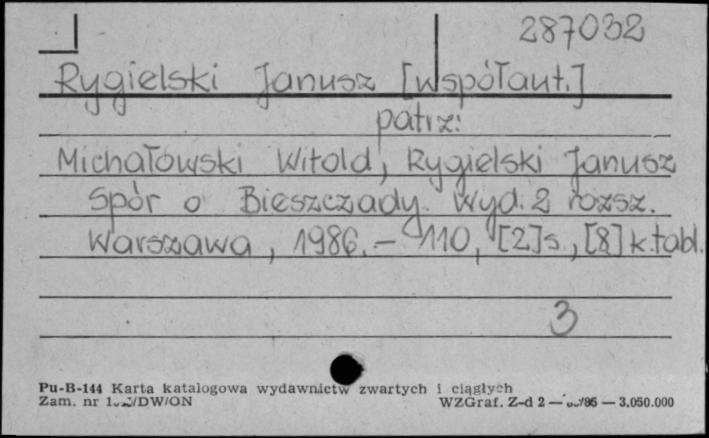 287032
Rygielski Janusz [współaut.]
patrz:
Michałowski Witold, Rygielski Janusz
Spór o Bieszczady. Wyd. 2 rozsz.
Warszawa, 1986. – 110, [2] s., [8] k. tabl.
3
Pu-B-144 Karta katalogowa wydawnictw zwartych i ciągłych
Zam. nr /DW/ON WZGraf. Z-d 2 — /86 — 3.050.000